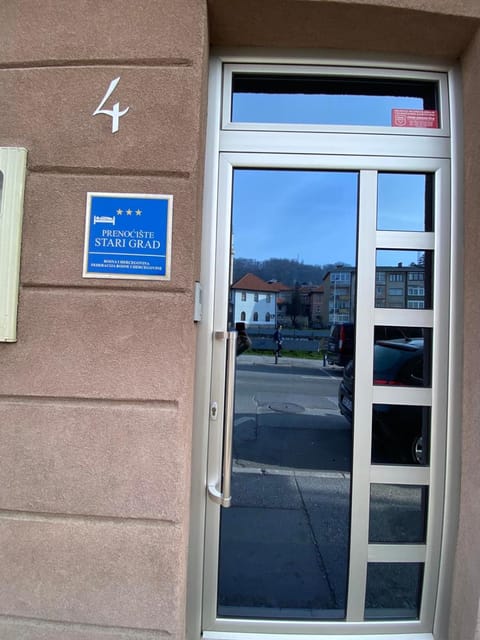 4
PRENOĆIŠTE
STARI GRAD
BOSNA I HERCEGOVINA
FEDERACIJA BOSNE I HERCEGOVINE